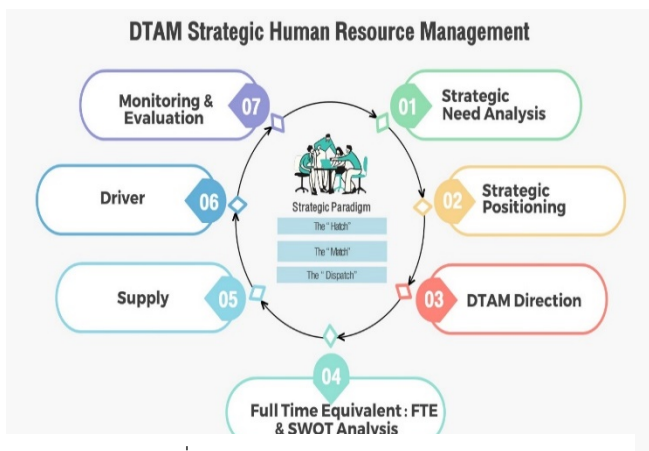 DTAM Strategic Human Resource Management
01
Strategic
Need Analysis
02
Strategic
Positioning
03
DTAM Direction
04
Full Time Equivalent : FTE
& SWOT Analysis
05
Supply
06
Driver
07
Monitoring &
Evaluation
Strategic Paradigm
The " Hatch"
The " Match"
The " Dispatch"